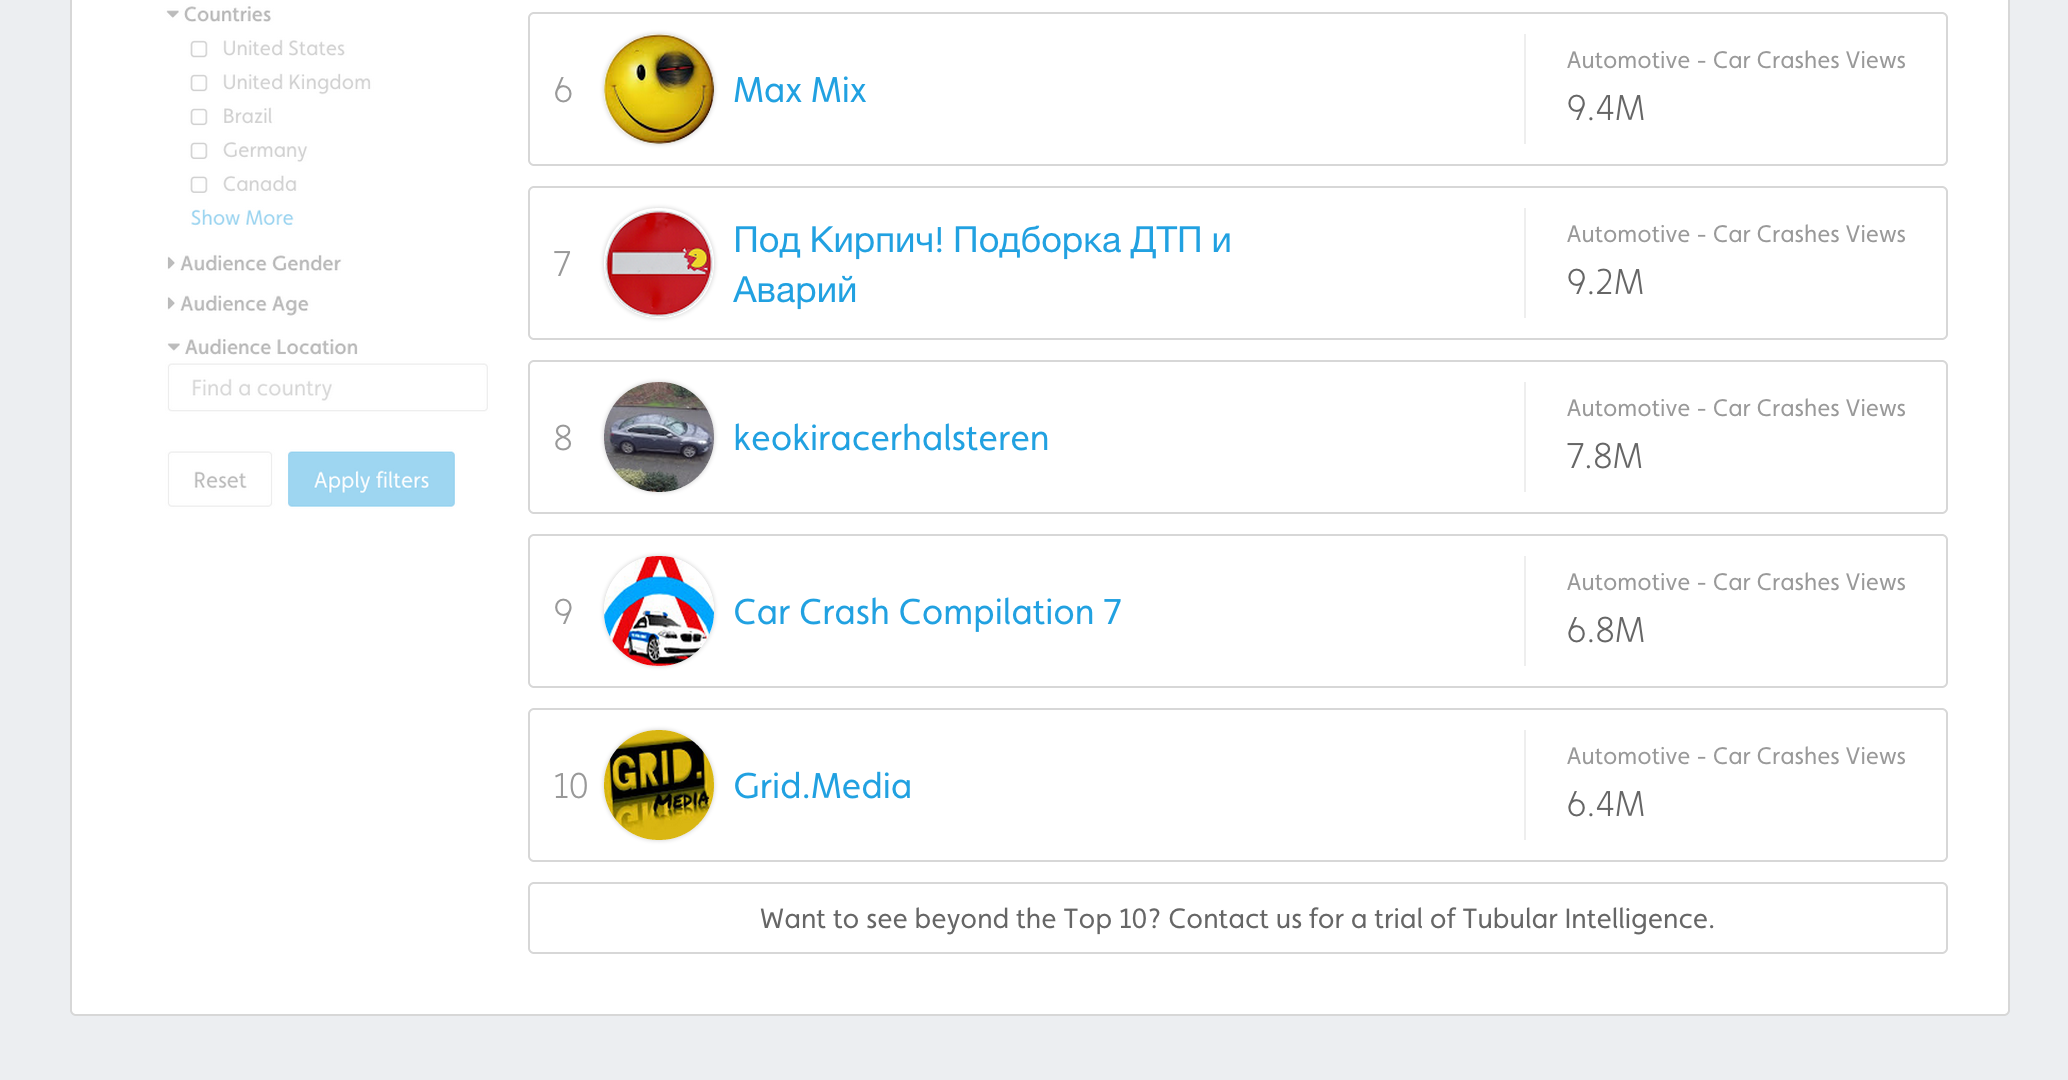 Countries
United States
United Kingdom
Brazil
Germany
Canada
Show More
Audience Gender
Audience Age
Audience Location
Find a country
Reset
Apply filters
6
Max Mix
Automotive - Car Crashes Views
9.4M
7
Под Кирпич! Подборка ДТП и
Аварий
Automotive - Car Crashes Views
9.2M
8
keokiracerhalsteren
Automotive - Car Crashes Views
7.8M
9
Car Crash Compilation 7
Automotive - Car Crashes Views
6.8M
10
GRID.
MEDIA
Grid.Media
Automotive - Car Crashes Views
6.4M
Want to see beyond the Top 10? Contact us for a trial of Tubular Intelligence.